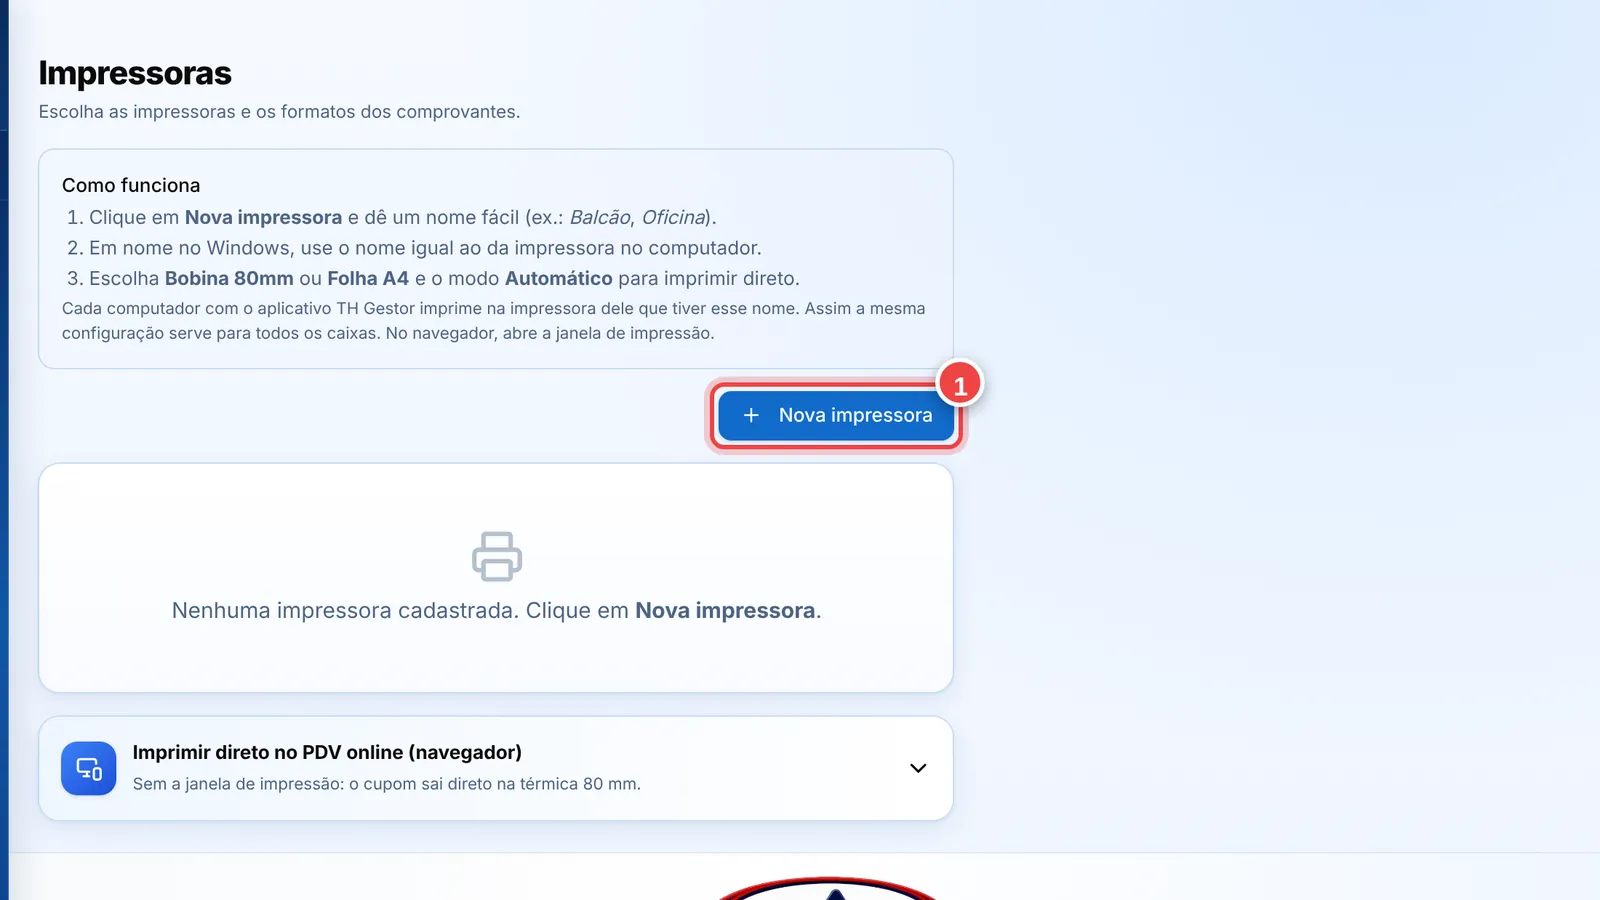 Impressoras
Escolha as impressoras e os formatos dos comprovantes.
Como funciona
1. Clique em Nova impressora e dê um nome fácil (ex.: Balcão, Oficina).
2. Em nome no Windows, use o nome igual ao da impressora no computador.
3. Escolha Bobina 80mm ou Folha A4 e o modo Automático para imprimir direto.
Cada computador com o aplicativo TH Gestor imprime na impressora dele que tiver esse nome. Assim a mesma
configuração serve para todos os caixas. No navegador, abre a janela de impressão.
1
+ Nova impressora
Nenhuma impressora cadastrada. Clique em Nova impressora.
Imprimir direto no PDV online (navegador)
Sem a janela de impressão: o cupom sai direto na térmica 80 mm.